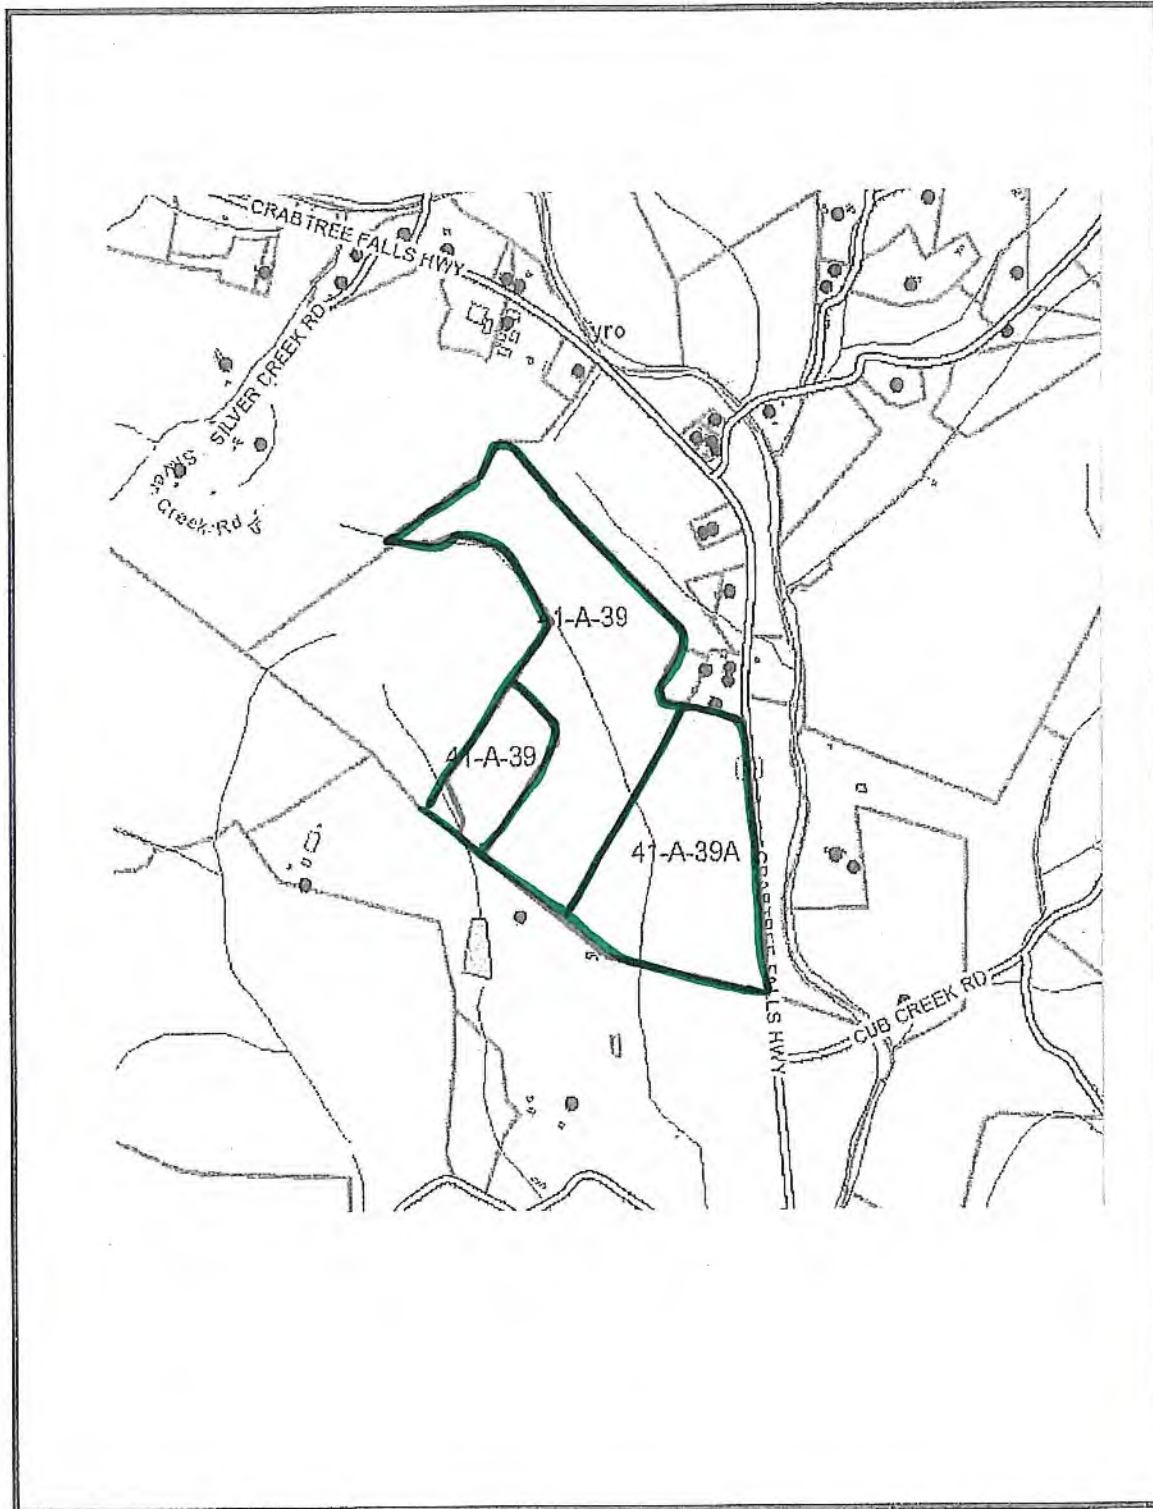 CRABTREE FALLS HWY
yro
SILVER CREEK RD
Silver
Creek Rd
41-A-39
41-A-39
41-A-39A
CRABTREE FALLS HWY
CUB CREEK RD